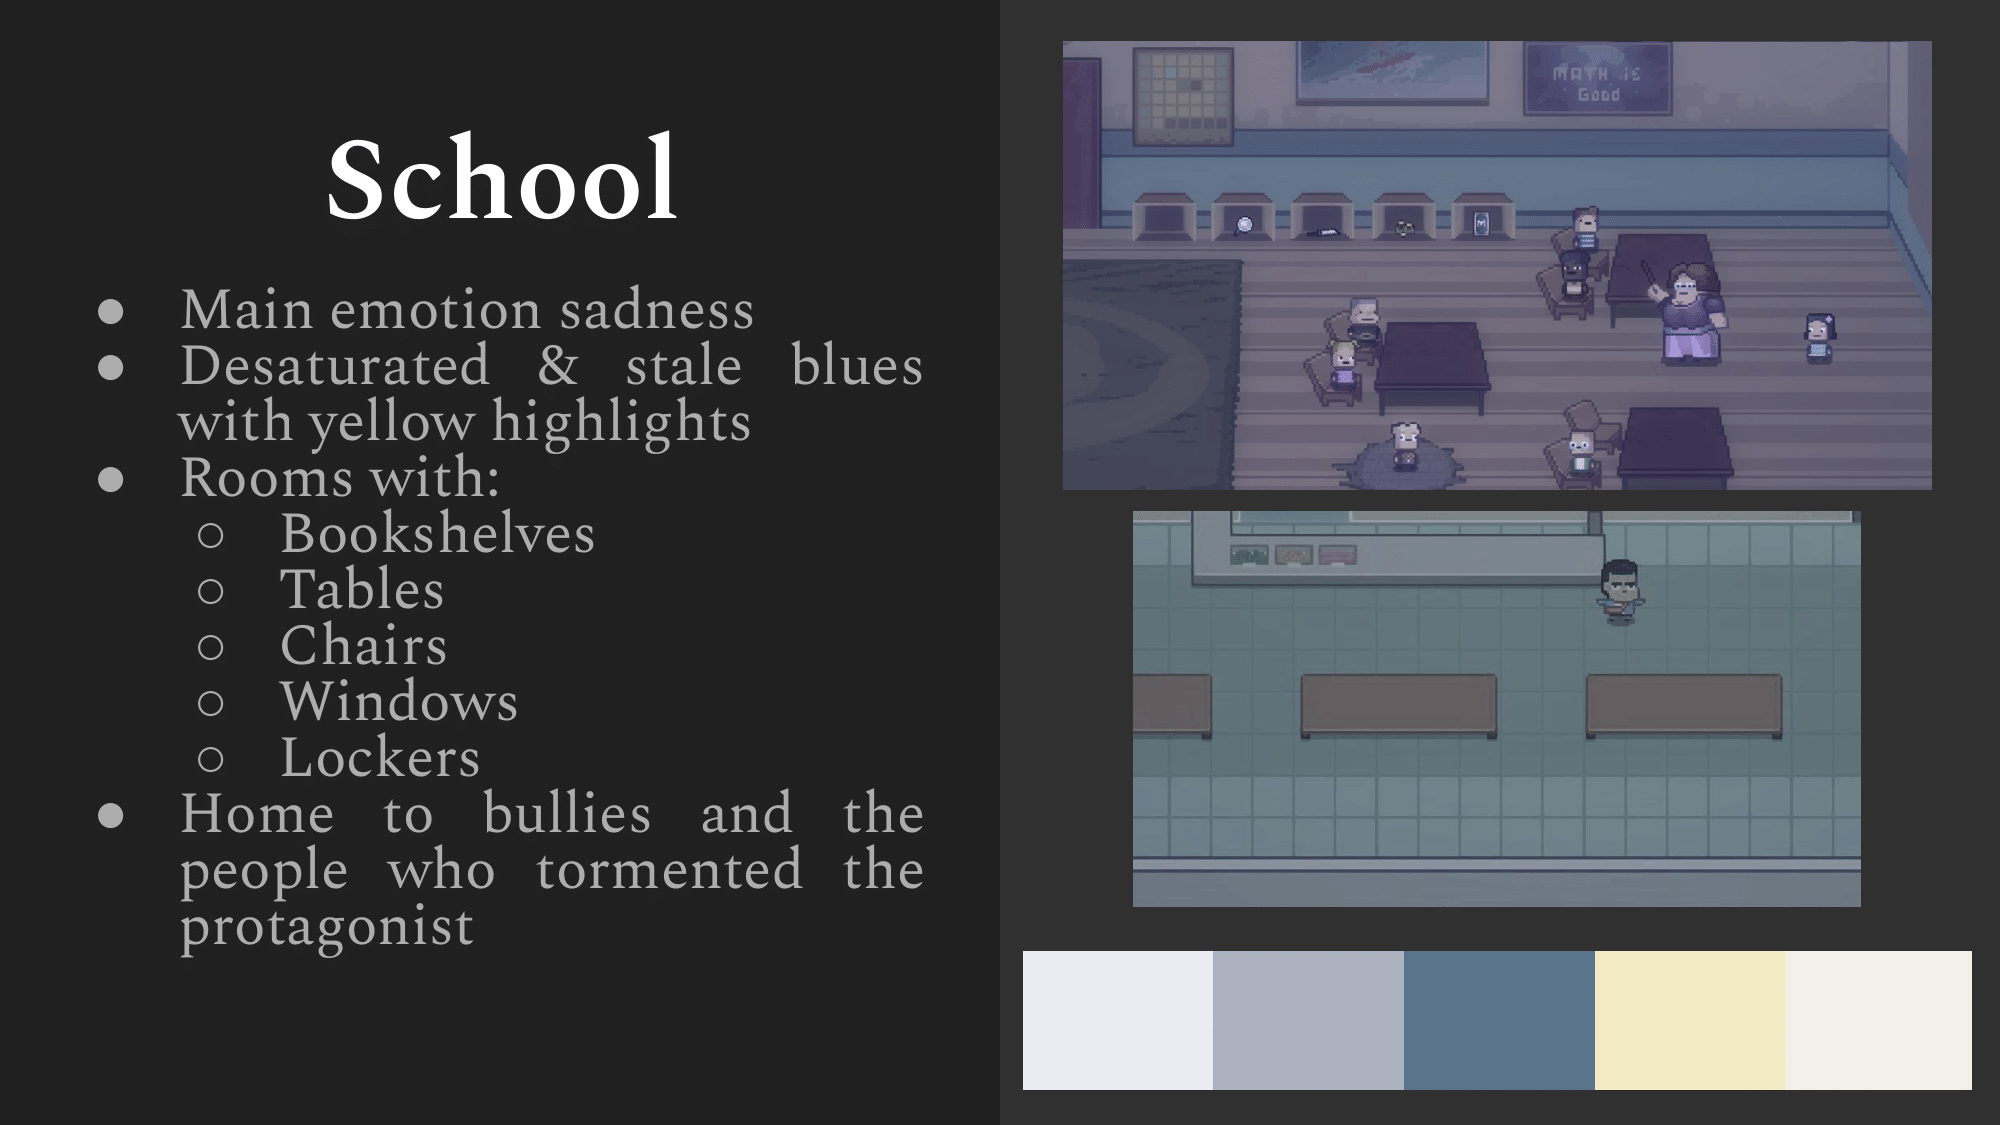 School
● Main emotion sadness
● Desaturated & stale blues
with yellow highlights
● Rooms with:
○ Bookshelves
○ Tables
○ Chairs
○ Windows
○ Lockers
● Home to bullies and the
people who tormented the
protagonist
MATH is
Good
M